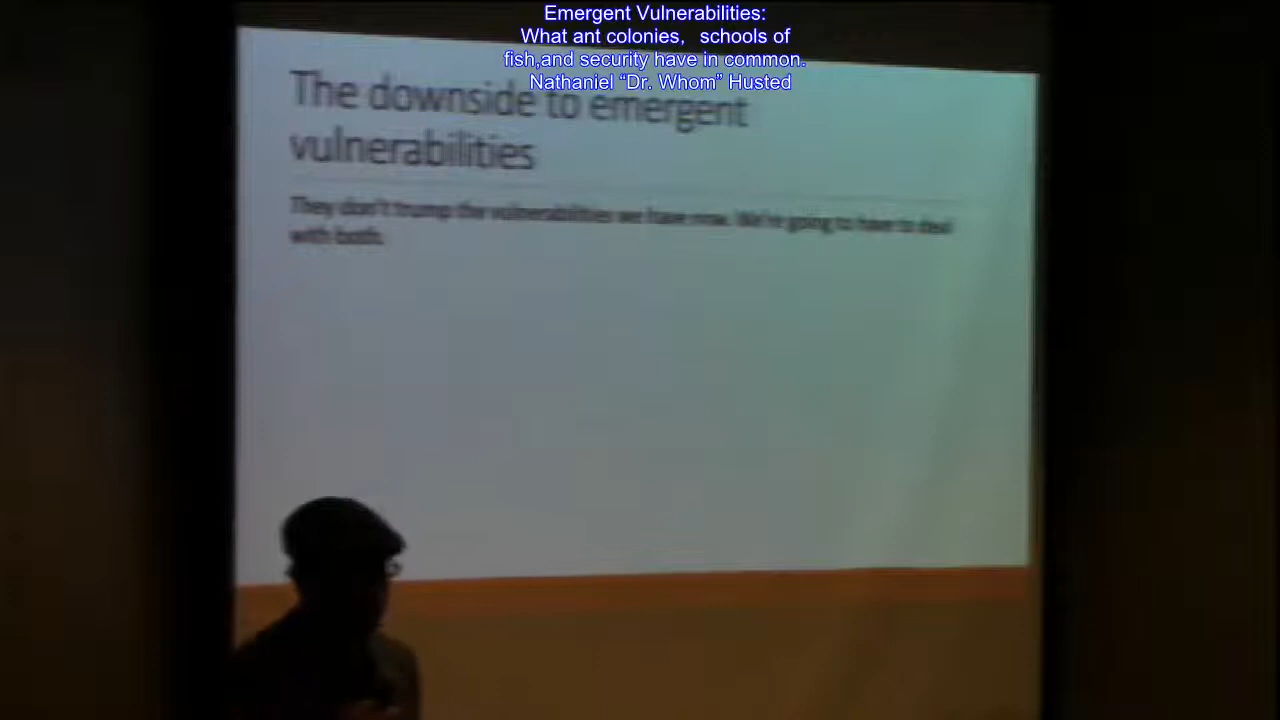 Emergent Vulnerabilities:
What ant colonies, schools of
fish,and security have in common.
Nathaniel “Dr. Whom” Husted
The downside to emergent
vulnerabilities
They don't trump the vulnerabilities we have now. We're going to have to deal
with both.